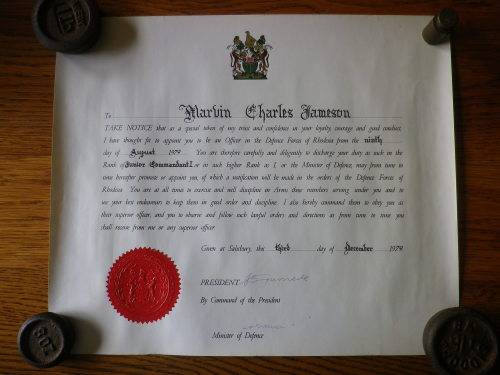 To Marvin Charles Jameson
TAKE NOTICE that as a special token of my trust and confidence in your loyalty, courage and good conduct,
I have thought fit to appoint you to be an Officer in the Defence Forces of Rhodesia from the ninth
day of August 1979. You are therefore carefully and diligently to discharge your duty as such in the
Rank of Junior Commandant or in such higher Rank as I, or the Minister of Defence, may from time to
time hereafter promote or appoint you, of which a notification will be made in the orders of the Defence Forces of
Rhodesia. You are at all times to exercise and well discipline in Arms those members serving under you and to
use your best endeavours to keep them in good order and discipline. I also hereby command them to obey you as
their superior officer, and you to observe and follow such lawful orders and directions as from time to time you
shall receive from me or any superior officer.
Given at Salisbury, this third day of December 1979
PRESIDENT
By Command of the President
Minister of Defence